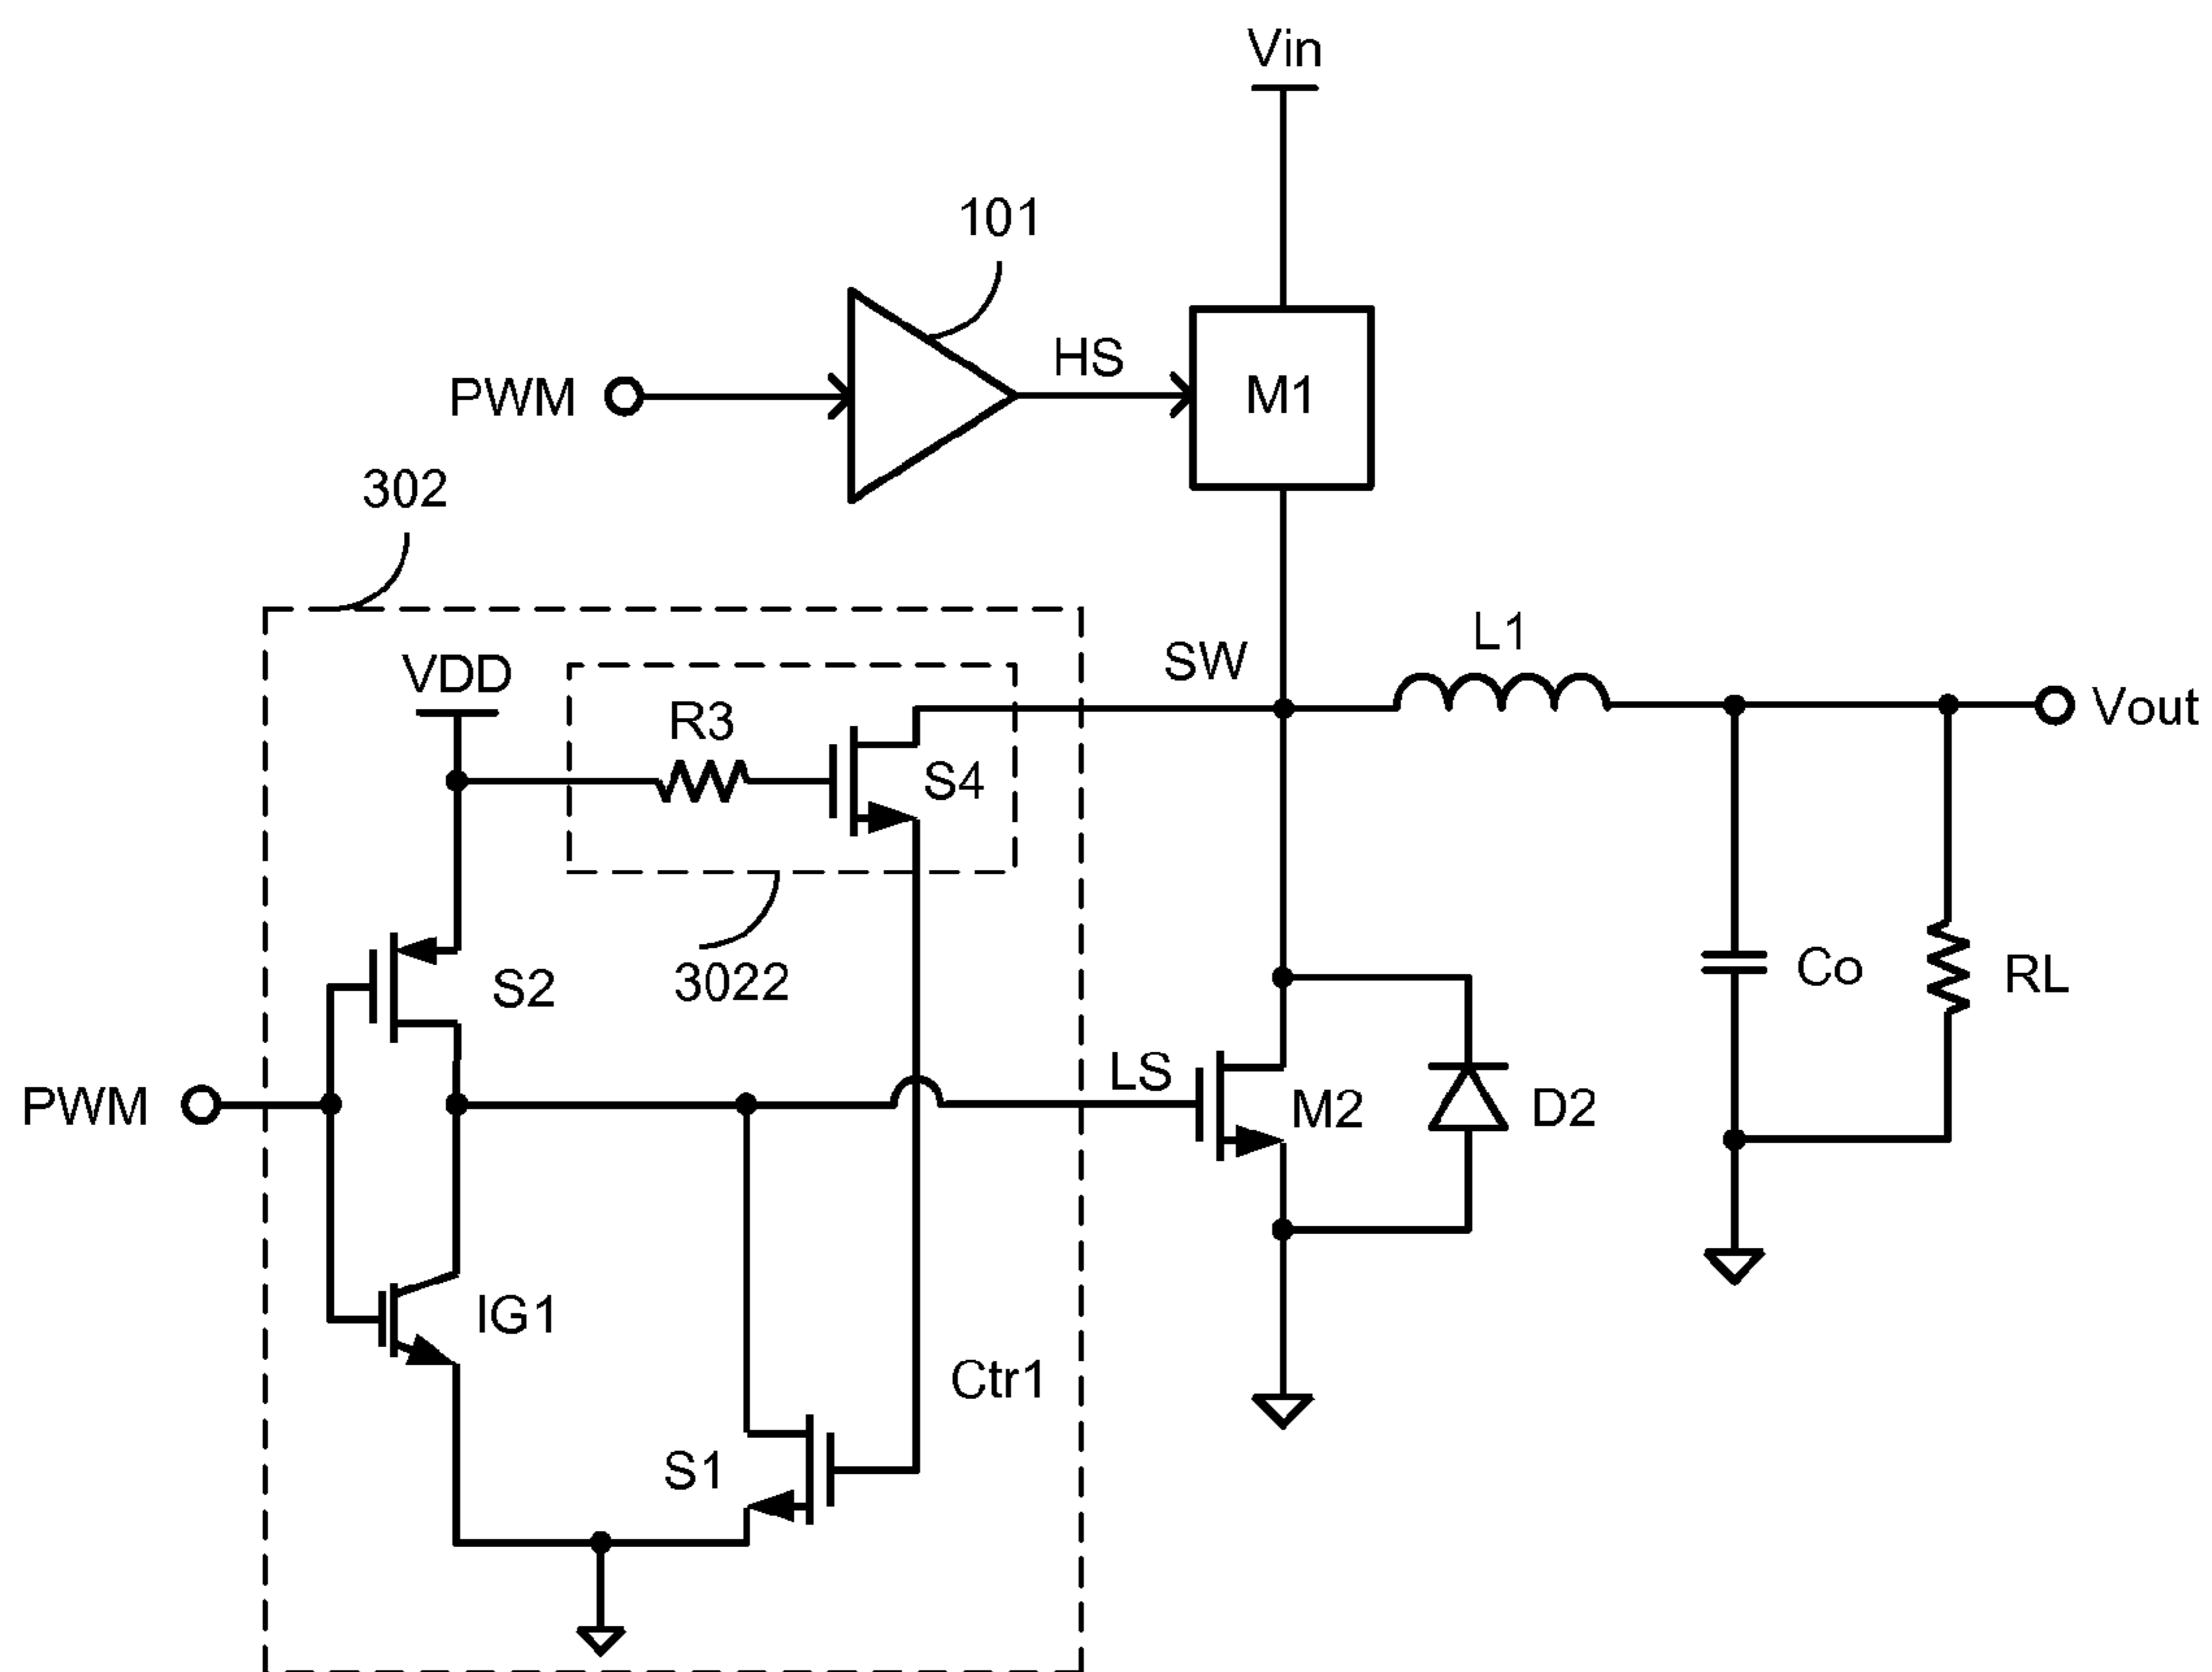 Vin
101
PWM
HS
M1
302
SW
L1
VDD
R3
Vout
S4
S2
3022
Co
RL
PWM
LS
M2
D2
IG1
Ctr1
S1